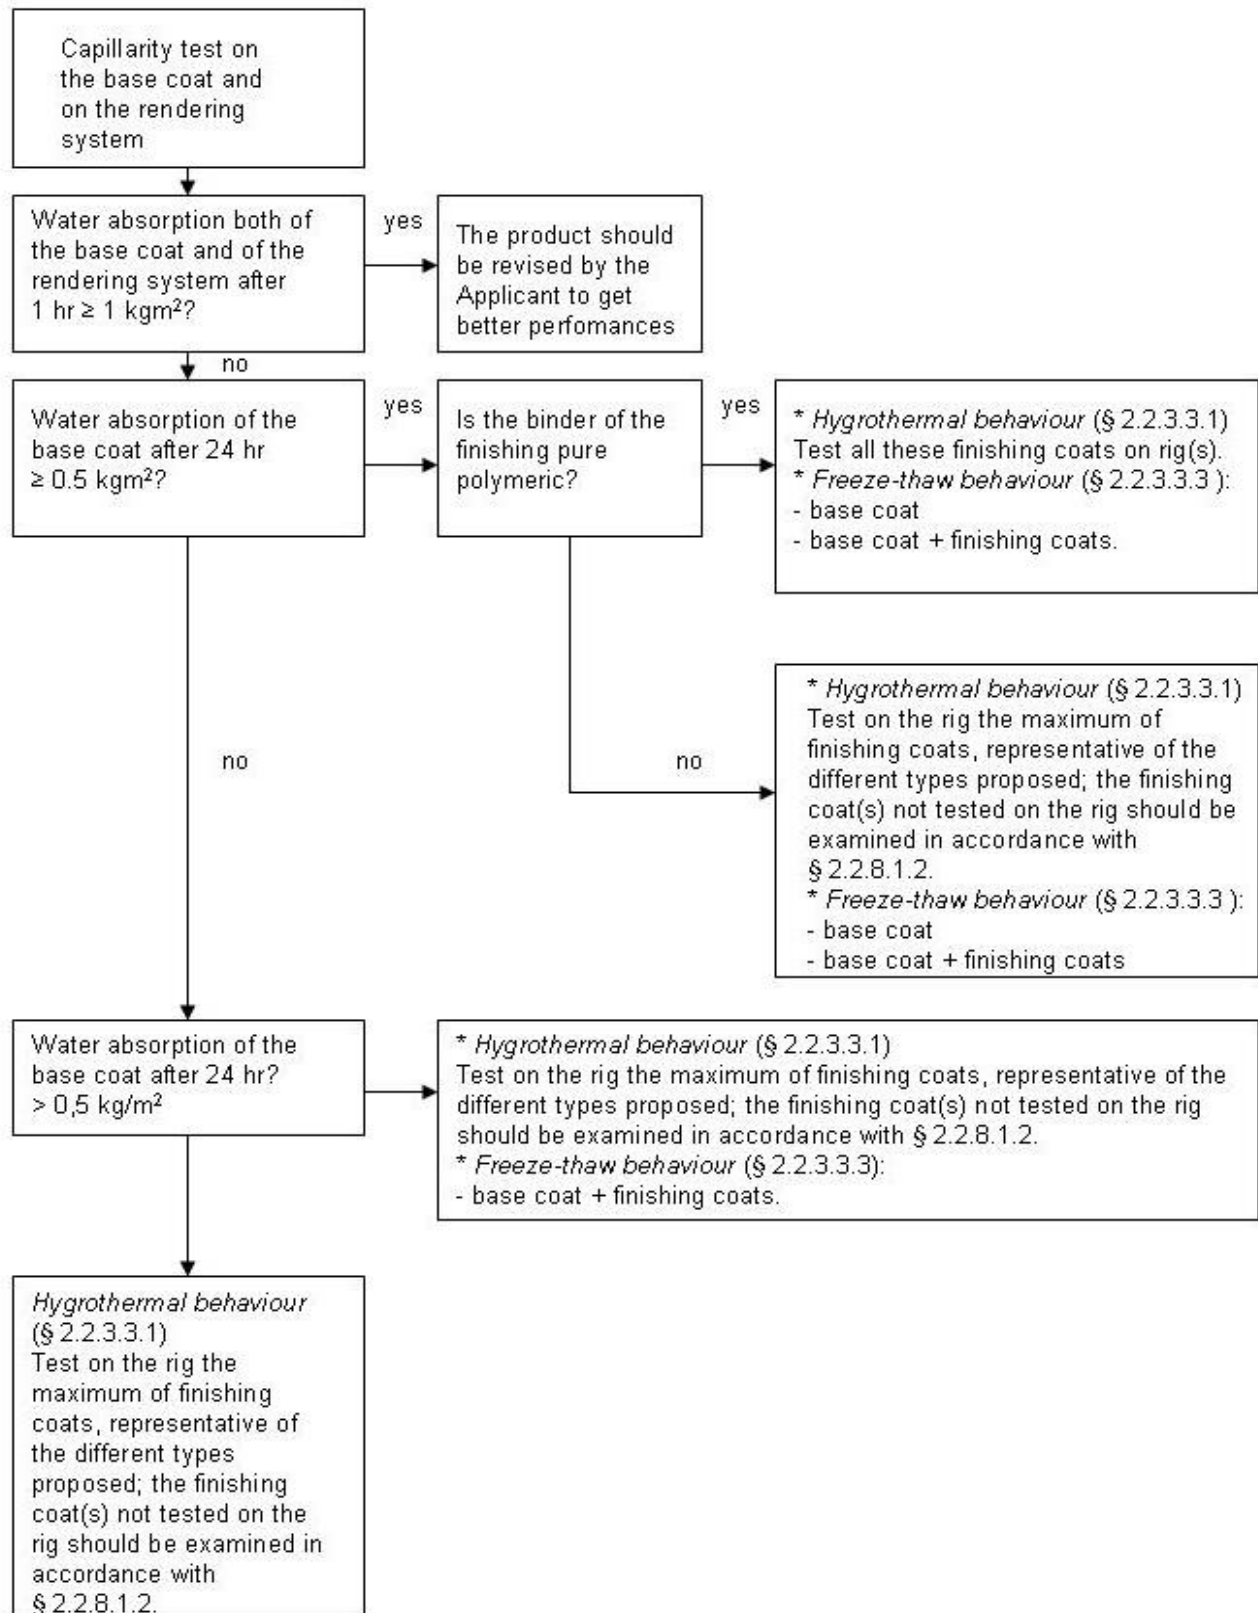 Capillarity test on
the base coat and
on the rendering
system
Water absorption both of
the base coat and of the
rendering system after
1 hr ≥ 1 kgm²?
yes
The product should
be revised by the
Applicant to get
better perfomances
no
Water absorption of the
base coat after 24 hr
≥ 0.5 kgm²?
yes
Is the binder of the
finishing pure
polymeric?
yes
* Hygrothermal behaviour (§ 2.2.3.3.1)
Test all these finishing coats on rig(s).
* Freeze-thaw behaviour (§ 2.2.3.3.3 ):
- base coat
- base coat + finishing coats.
no
* Hygrothermal behaviour (§ 2.2.3.3.1)
Test on the rig the maximum of
finishing coats, representative of the
different types proposed; the finishing
coat(s) not tested on the rig should be
examined in accordance with
§ 2.2.8.1.2.
* Freeze-thaw behaviour (§ 2.2.3.3.3 ):
- base coat
- base coat + finishing coats
no
Water absorption of the
base coat after 24 hr?
> 0,5 kg/m²
* Hygrothermal behaviour (§ 2.2.3.3.1)
Test on the rig the maximum of finishing coats, representative of the
different types proposed; the finishing coat(s) not tested on the rig
should be examined in accordance with § 2.2.8.1.2.
* Freeze-thaw behaviour (§ 2.2.3.3.3):
- base coat + finishing coats.
Hygrothermal behaviour
(§ 2.2.3.3.1)
Test on the rig the
maximum of finishing
coats, representative of
the different types
proposed; the finishing
coat(s) not tested on the
rig should be examined in
accordance with
§ 2.2.8.1.2.